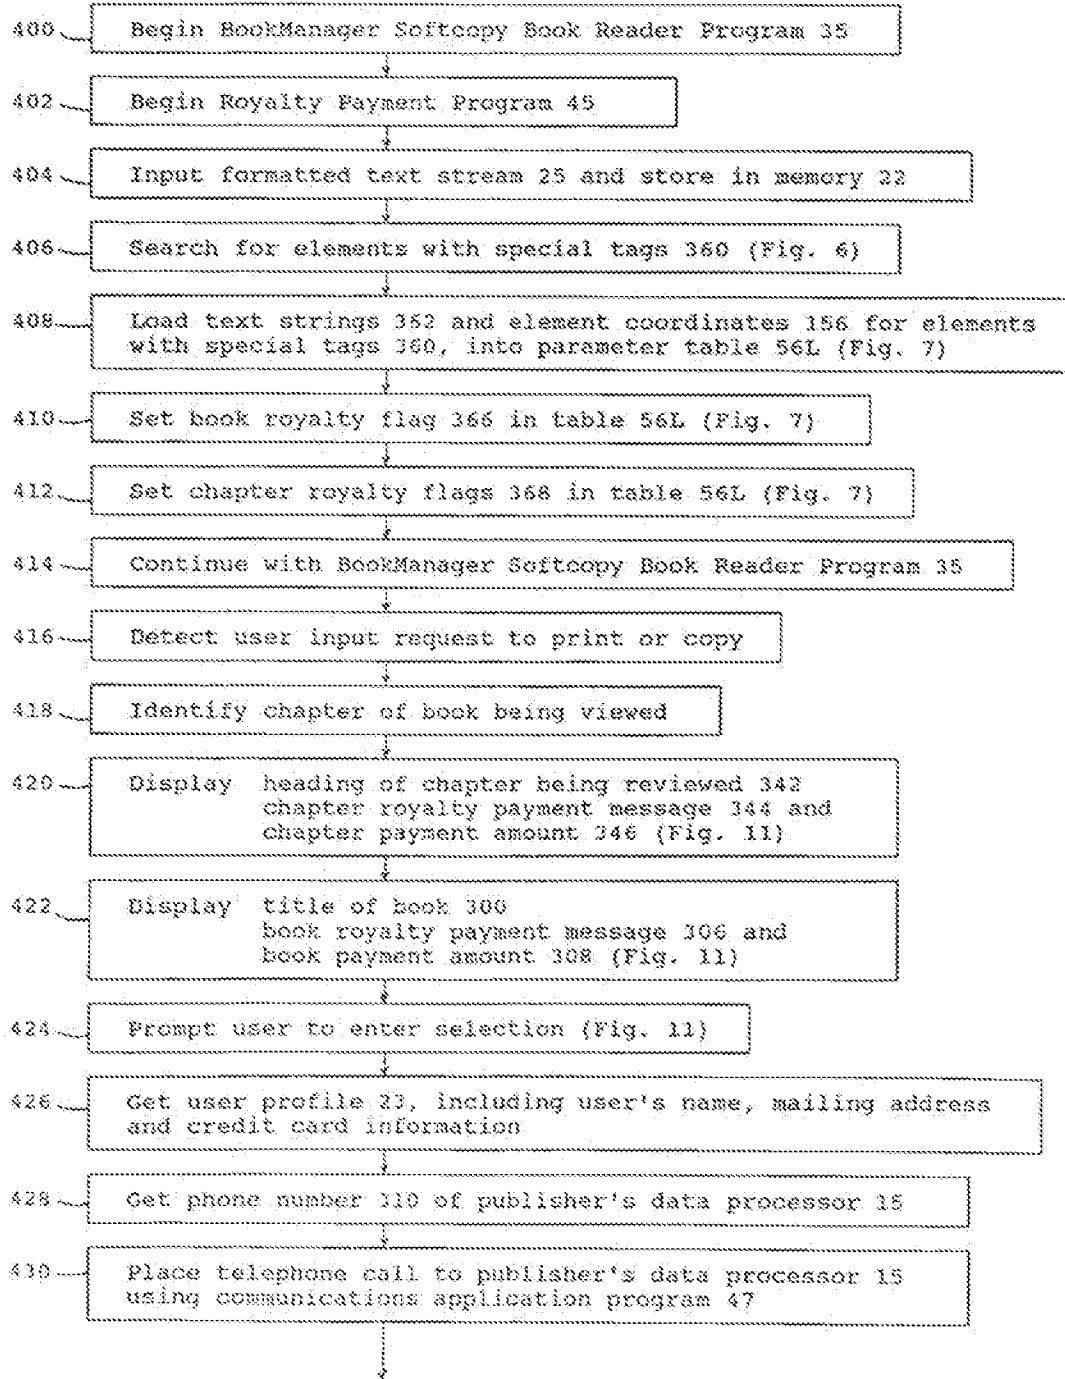 400 Begin BookManager Softcopy Book Reader Program 35
402 Begin Royalty Payment Program 45
404 Input formatted text stream 25 and store in memory 22
406 Search for elements with special tags 360 (Fig. 6)
408 Load text strings 362 and element coordinates 156 for elements
with special tags 360, into parameter table 56L (Fig. 7)
410 Set book royalty flag 366 in table 56L (Fig. 7)
412 Set chapter royalty flags 368 in table 56L (Fig. 7)
414 Continue with BookManager Softcopy Book Reader Program 35
416 Detect user input request to print or copy
418 Identify chapter of book being viewed
420 Display heading of chapter being reviewed 342
chapter royalty payment message 344 and
chapter payment amount 346 (Fig. 11)
422 Display title of book 300
book royalty payment message 306 and
book payment amount 308 (Fig. 11)
424 Prompt user to enter selection (Fig. 11)
426 Get user profile 23, including user's name, mailing address
and credit card information
428 Get phone number 310 of publisher's data processor 15
430 Place telephone call to publisher's data processor 15
using communications application program 47